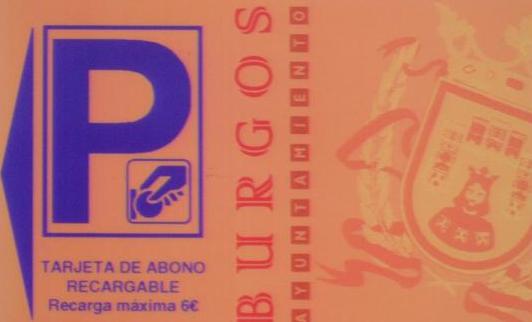 P
TARJETA DE ABONO
RECARGABLE
Recarga máxima 6€
BURGOS
AYUNTAMIENTO